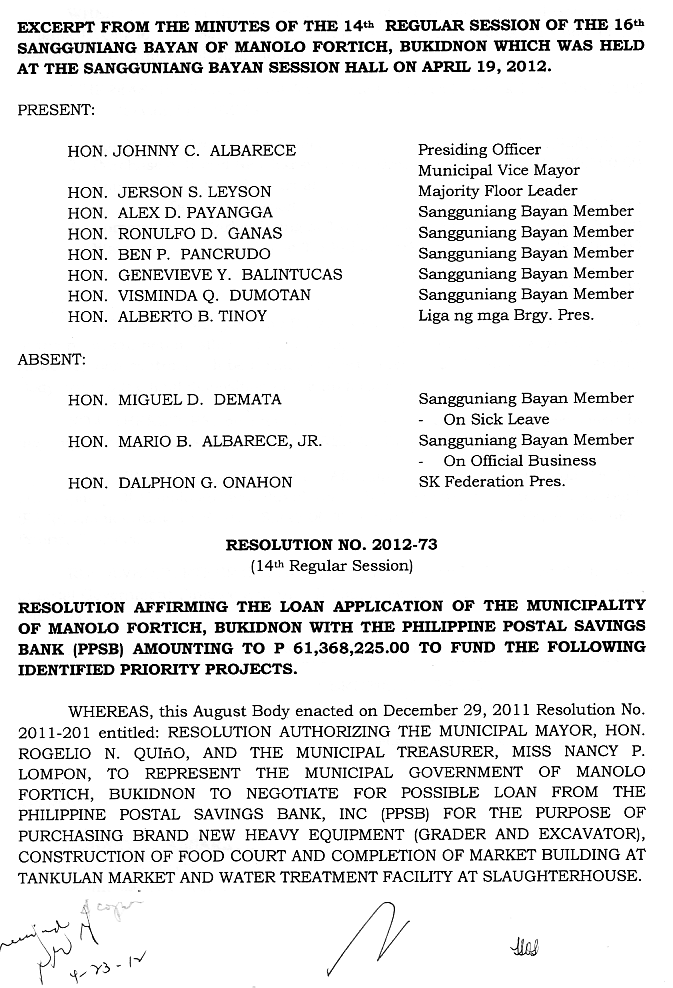 EXCERPT FROM THE MINUTES OF THE 14th REGULAR SESSION OF THE 16th
SANGGUNIANG BAYAN OF MANOLO FORTICH, BUKIDNON WHICH WAS HELD
AT THE SANGGUNIANG BAYAN SESSION HALL ON APRIL 19, 2012.
PRESENT:
HON. JOHNNY C. ALBARECE Presiding Officer
Municipal Vice Mayor
HON. JERSON S. LEYSON Majority Floor Leader
HON. ALEX D. PAYANGGA Sangguniang Bayan Member
HON. RONULFO D. GANAS Sangguniang Bayan Member
HON. BEN P. PANCRUDO Sangguniang Bayan Member
HON. GENEVIEVE Y. BALINTUCAS Sangguniang Bayan Member
HON. VISMINDA Q. DUMOTAN Sangguniang Bayan Member
HON. ALBERTO B. TINOY Liga ng mga Brgy. Pres.
ABSENT:
HON. MIGUEL D. DEMATA Sangguniang Bayan Member
- On Sick Leave
HON. MARIO B. ALBARECE, JR. Sangguniang Bayan Member
- On Official Business
HON. DALPHON G. ONAHON SK Federation Pres.
RESOLUTION NO. 2012-73
(14th Regular Session)
RESOLUTION AFFIRMING THE LOAN APPLICATION OF THE MUNICIPALITY
OF MANOLO FORTICH, BUKIDNON WITH THE PHILIPPINE POSTAL SAVINGS
BANK (PPSB) AMOUNTING TO P 61,368,225.00 TO FUND THE FOLLOWING
IDENTIFIED PRIORITY PROJECTS.
WHEREAS, this August Body enacted on December 29, 2011 Resolution No.
2011-201 entitled: RESOLUTION AUTHORIZING THE MUNICIPAL MAYOR, HON.
ROGELIO N. QUIñO, AND THE MUNICIPAL TREASURER, MISS NANCY P.
LOMPON, TO REPRESENT THE MUNICIPAL GOVERNMENT OF MANOLO
FORTICH, BUKIDNON TO NEGOTIATE FOR POSSIBLE LOAN FROM THE
PHILIPPINE POSTAL SAVINGS BANK, INC (PPSB) FOR THE PURPOSE OF
PURCHASING BRAND NEW HEAVY EQUIPMENT (GRADER AND EXCAVATOR),
CONSTRUCTION OF FOOD COURT AND COMPLETION OF MARKET BUILDING AT
TANKULAN MARKET AND WATER TREATMENT FACILITY AT SLAUGHTERHOUSE.
4-23-12